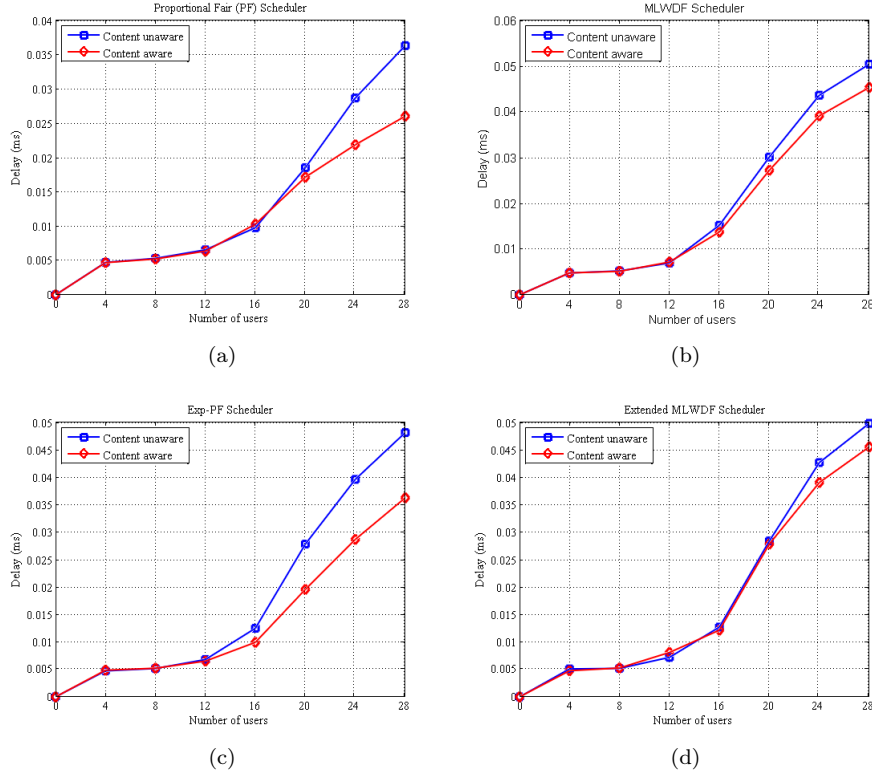 Proportional Fair (PF) Scheduler
Content unaware
Content aware
0.04
0.035
0.03
0.025
0.02
0.015
0.01
0.005
0
Delay (ms)
0 4 8 12 16 20 24 28
Number of users
(a)
MLWDF Scheduler
Content unaware
Content aware
0.06
0.05
0.04
0.03
0.02
0.01
0
Delay (ms)
0 4 8 12 16 20 24 28
Number of users
(b)
Exp-PF Scheduler
Content unaware
Content aware
0.05
0.045
0.04
0.035
0.03
0.025
0.02
0.015
0.01
0.005
0
Delay (ms)
0 4 8 12 16 20 24 28
Number of users
(c)
Extended MLWDF Scheduler
Content unaware
Content aware
0.05
0.045
0.04
0.035
0.03
0.025
0.02
0.015
0.01
0.005
0
Delay (ms)
0 4 8 12 16 20 24 28
Number of users
(d)